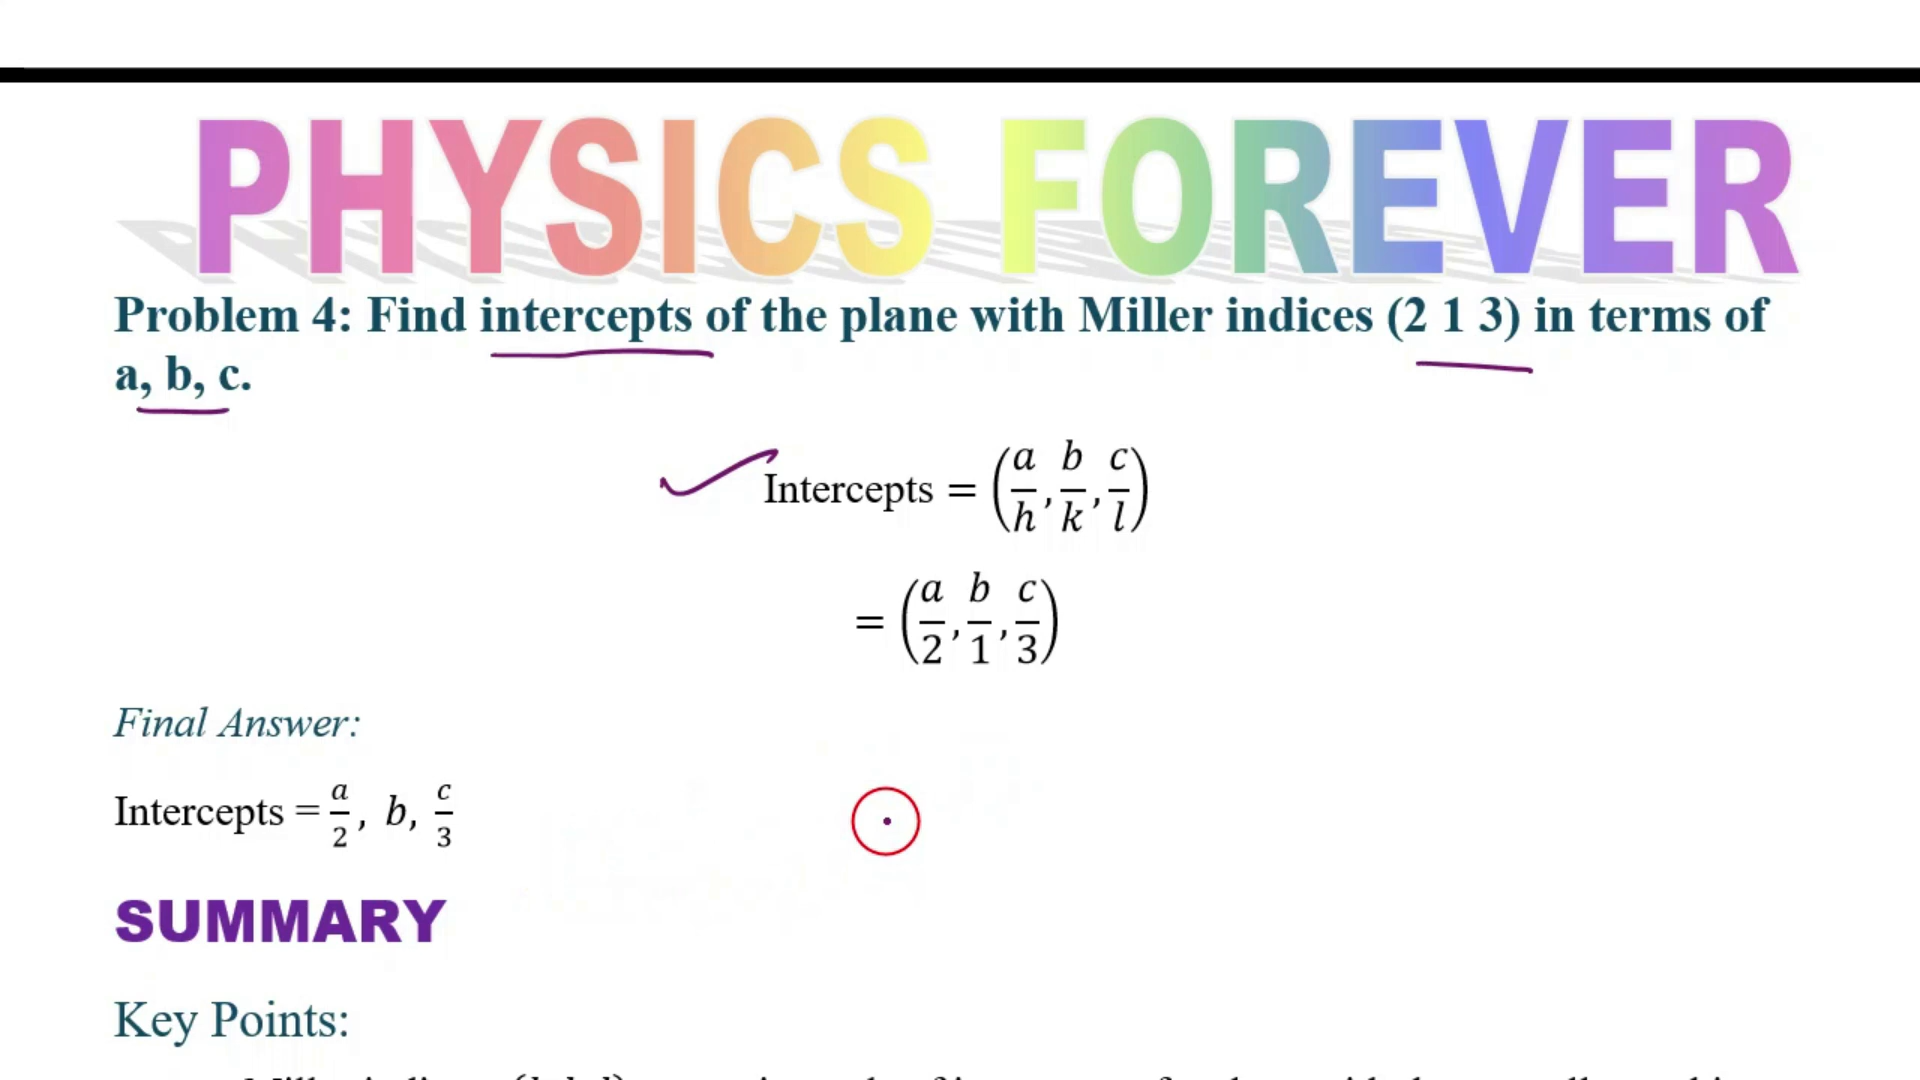 PHYSICS FOREVER
Problem 4: Find intercepts of the plane with Miller indices (2 1 3) in terms of
a, b, c.
Intercepts = (a/h, b/k, c/l)
= (a/2, b/1, c/3)
Final Answer:
Intercepts = a/2, b, c/3
SUMMARY
Key Points: